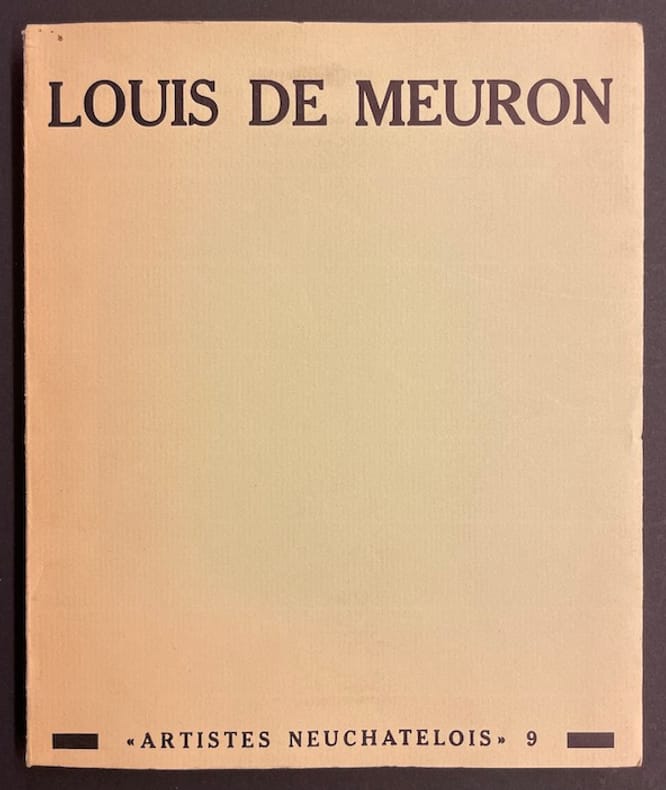 LOUIS DE MEURON
« ARTISTES NEUCHATELOIS » 9